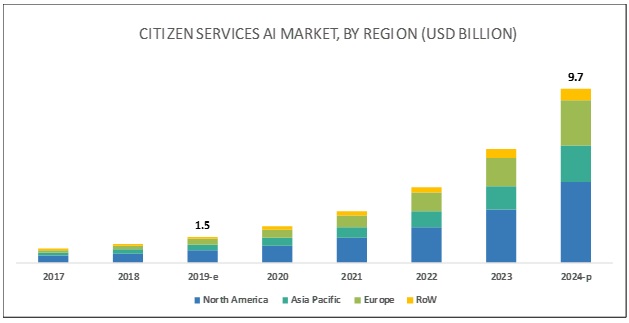 CITIZEN SERVICES AI MARKET, BY REGION (USD BILLION)
9.7
1.5
2017 2018 2019-e 2020 2021 2022 2023 2024-p
North America Asia Pacific Europe RoW